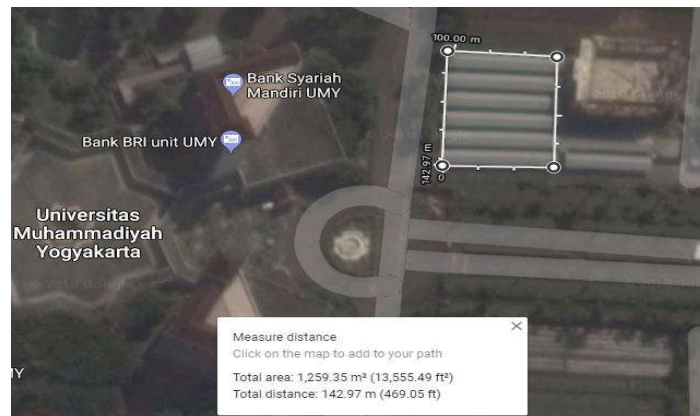 100.00 m
Bank Syariah
Mandiri UMY
Bank BRI unit UMY
142.97 m
0
Universitas
Muhammadiyah
Yogyakarta
IY
Measure distance
Click on the map to add to your path
Total area: 1,259.35 m² (13,555.49 ft²)
Total distance: 142.97 m (469.05 ft)